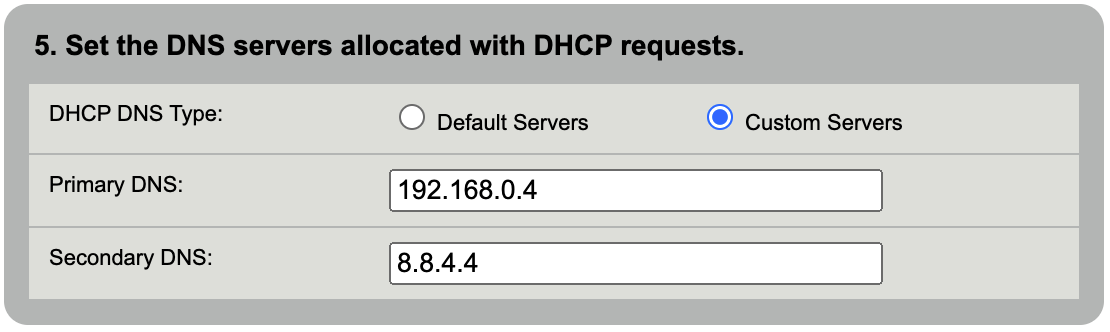 5. Set the DNS servers allocated with DHCP requests.
DHCP DNS Type: Default Servers Custom Servers
Primary DNS: 192.168.0.4
Secondary DNS: 8.8.4.4